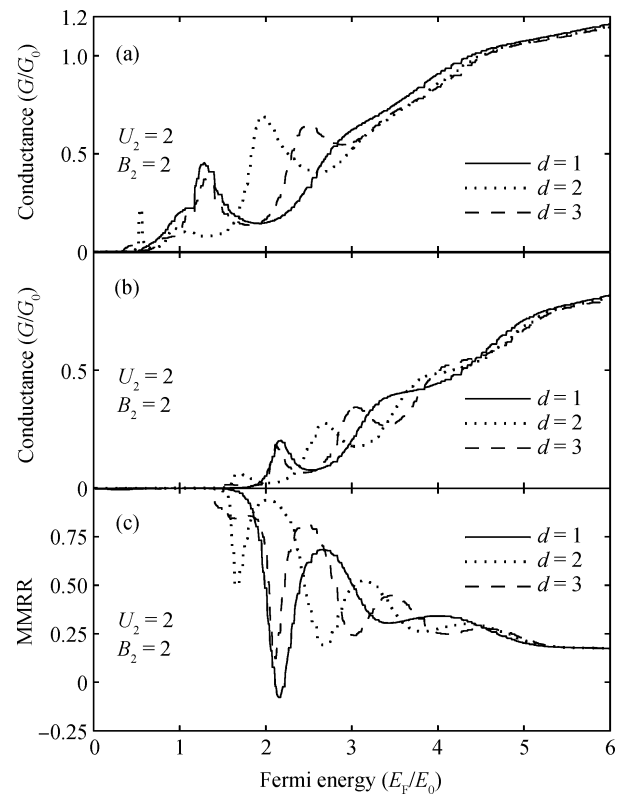 1.2
(a)
1.0
Conductance (G/G₀)
U₂ = 2
B₂ = 2
0.5
d = 1
d = 2
d = 3
0
(b)
Conductance (G/G₀)
0.5
U₂ = 2
B₂ = 2
d = 1
d = 2
d = 3
0
(c)
0.75
d = 1
d = 2
d = 3
0.50
MMRR
U₂ = 2
B₂ = 2
0.25
0
−0.25
0 1 2 3 4 5 6
Fermi energy (E_F/E₀)